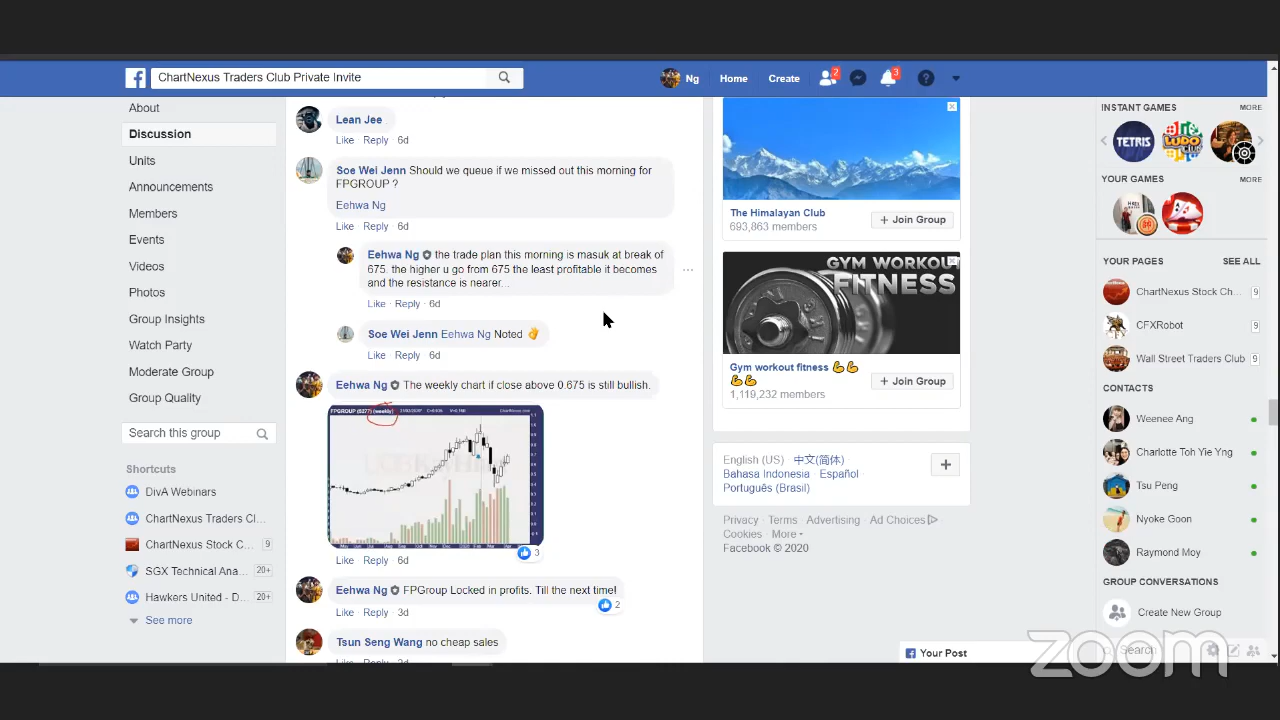 ChartNexus Traders Club Private Invite
Ng
Home
Create
2
3
About
Discussion
Units
Announcements
Members
Events
Videos
Photos
Group Insights
Watch Party
Moderate Group
Group Quality
Search this group
Shortcuts
DivA Webinars
ChartNexus Traders Cl...
ChartNexus Stock C... 9
SGX Technical Ana... 20+
Hawkers United - D... 20+
See more
Lean Jee
Like · Reply · 6d
Soe Wei Jenn Should we queue if we missed out this morning for
FPGROUP ?
Eehwa Ng
Like · Reply · 6d
Eehwa Ng the trade plan this morning is masuk at break of
675. the higher u go from 675 the least profitable it becomes
and the resistance is nearer...
Like · Reply · 6d
Soe Wei Jenn Eehwa Ng Noted
Like · Reply · 6d
Eehwa Ng The weekly chart if close above 0.675 is still bullish.
FPGROUP (5277) (weekly)
3
Like · Reply · 6d
Eehwa Ng FPGroup Locked in profits. Till the next time!
Like · Reply · 3d
2
Tsun Seng Wang no cheap sales
Like · Reply · 3d
The Himalayan Club
693,863 members
+ Join Group
GYM WORKOUT
FITNESS
Gym workout fitness
1,119,232 members
+ Join Group
English (US) · 中文(简体) ·
Bahasa Indonesia · Español ·
Português (Brasil)
Privacy · Terms · Advertising · Ad Choices
Cookies · More
Facebook © 2020
INSTANT GAMES MORE
TETRIS
LUDO
CLUB
YOUR GAMES MORE
YOUR PAGES SEE ALL
ChartNexus Stock Ch... 9
CFXRobot 9
Wall Street Traders Club 9
CONTACTS
Weenee Ang
Charlotte Toh Yie Yng
Tsu Peng
Nyoke Goon
Raymond Moy
GROUP CONVERSATIONS
Create New Group
Search
Your Post
zoom